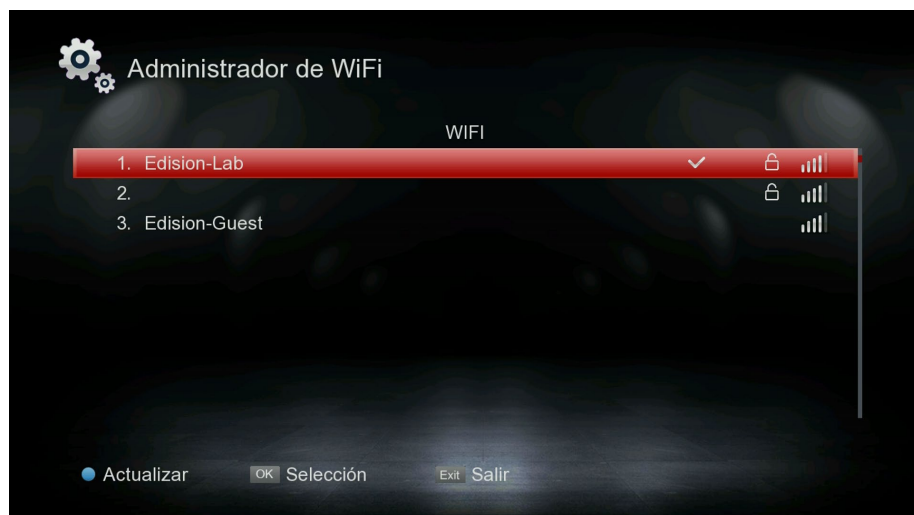 Administrador de WiFi
WIFI
1. Edision-Lab
2.
3. Edision-Guest
Actualizar OK Selección Exit Salir